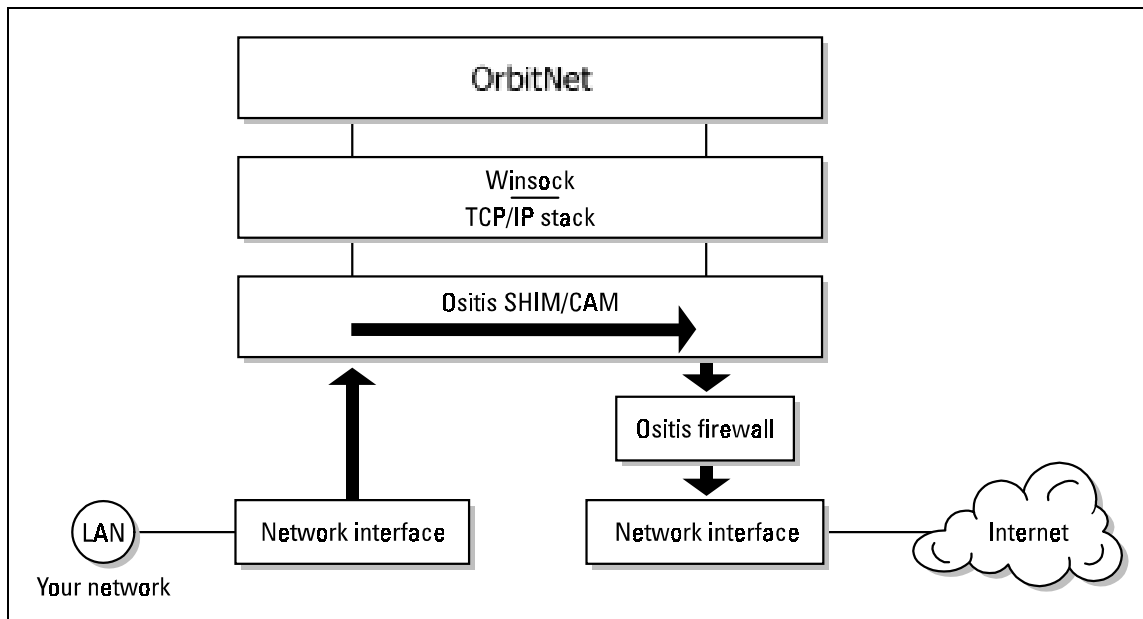 OrbitNet
Winsock
TCP/IP stack
Ositis SHIM/CAM
Ositis firewall
LAN
Network interface
Network interface
Internet
Your network